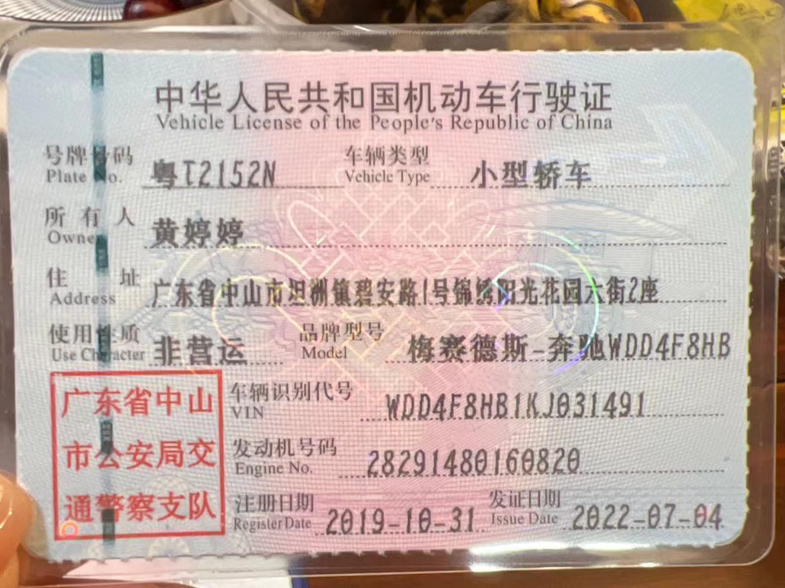 中华人民共和国机动车行驶证
Vehicle License of the People's Republic of China
号牌号码 粤T2152N 车辆类型 小型轿车
Plate No. Vehicle Type
所有人 黄婷婷
Owner
住址 广东省中山市坦洲镇碧安路1号锦绣阳光花园六街2座
Address
使用性质 非营运 品牌型号 梅赛德斯-奔驰WDD4F8HB
Use Character Model
车辆识别代号 WDD4F8HB1KJ031491
VIN
发动机号码 28291480160820
Engine No.
注册日期 2019-10-31 发证日期 2022-07-04
Register Date Issue Date
广东省中山
市公安局交
通警察支队